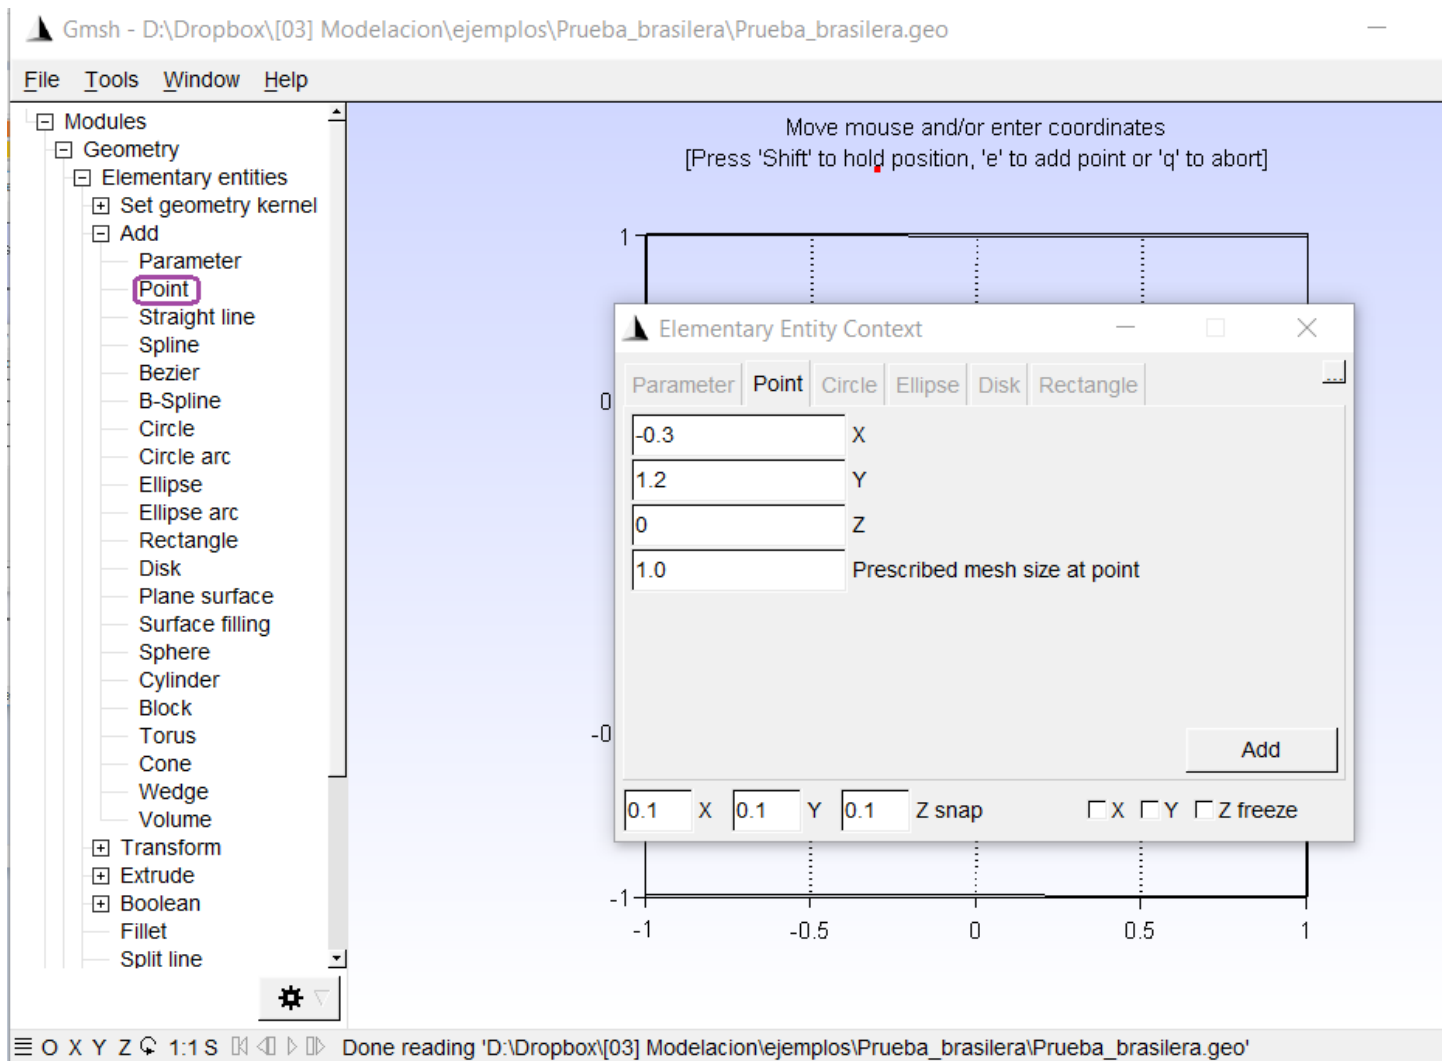 Gmsh - D:\Dropbox\[03] Modelacion\ejemplos\Prueba_brasilera\Prueba_brasilera.geo
File Tools Window Help
Modules
Geometry
Elementary entities
Set geometry kernel
Add
Parameter
Point
Straight line
Spline
Bezier
B-Spline
Circle
Circle arc
Ellipse
Ellipse arc
Rectangle
Disk
Plane surface
Surface filling
Sphere
Cylinder
Block
Torus
Cone
Wedge
Volume
Transform
Extrude
Boolean
Fillet
Split line
Move mouse and/or enter coordinates
[Press 'Shift' to hold position, 'e' to add point or 'q' to abort]
1
0
-0
-1
-1 -0.5 0 0.5 1
Elementary Entity Context
Parameter Point Circle Ellipse Disk Rectangle ...
-0.3 X
1.2 Y
0 Z
1.0 Prescribed mesh size at point
Add
0.1 X 0.1 Y 0.1 Z snap X Y Z freeze
O X Y Z 1:1 S Done reading 'D:\Dropbox\[03] Modelacion\ejemplos\Prueba_brasilera\Prueba_brasilera.geo'